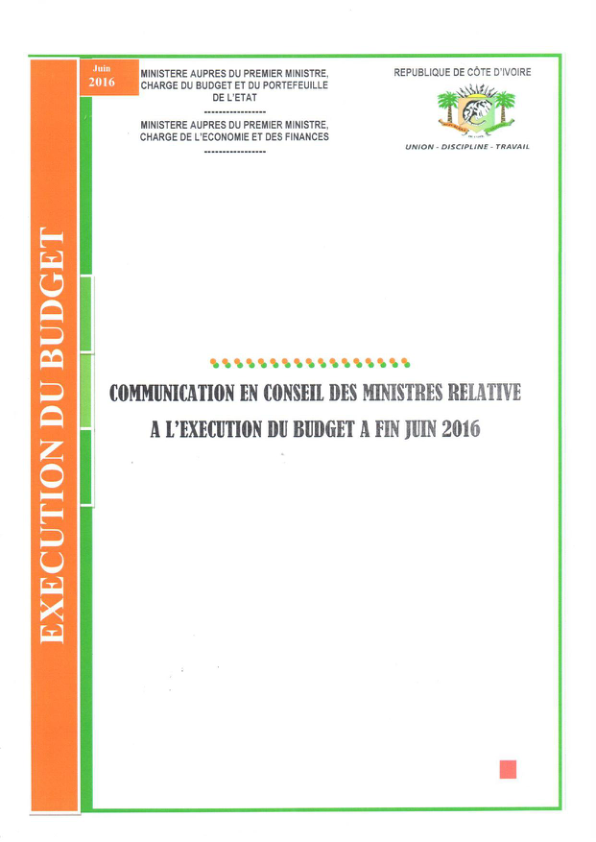 Juin
2016
MINISTERE AUPRES DU PREMIER MINISTRE,
CHARGE DU BUDGET ET DU PORTEFEUILLE
DE L'ETAT
-----------------
MINISTERE AUPRES DU PREMIER MINISTRE,
CHARGE DE L'ECONOMIE ET DES FINANCES
-----------------
REPUBLIQUE DE CÔTE D'IVOIRE
UNION - DISCIPLINE - TRAVAIL
EXECUTION DU BUDGET
COMMUNICATION EN CONSEIL DES MINISTRES RELATIVE
A L'EXECUTION DU BUDGET A FIN JUIN 2016